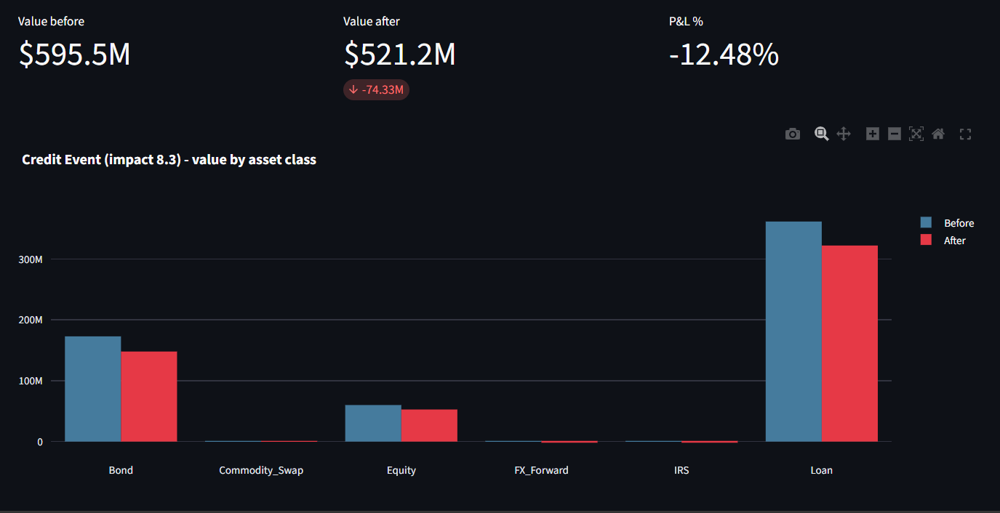 Value before
Value after
P&L %
$595.5M
$521.2M
-12.48%
↓ -74.33M
Credit Event (impact 8.3) - value by asset class
Before
After
300M
200M
100M
0
Bond
Commodity_Swap
Equity
FX_Forward
IRS
Loan